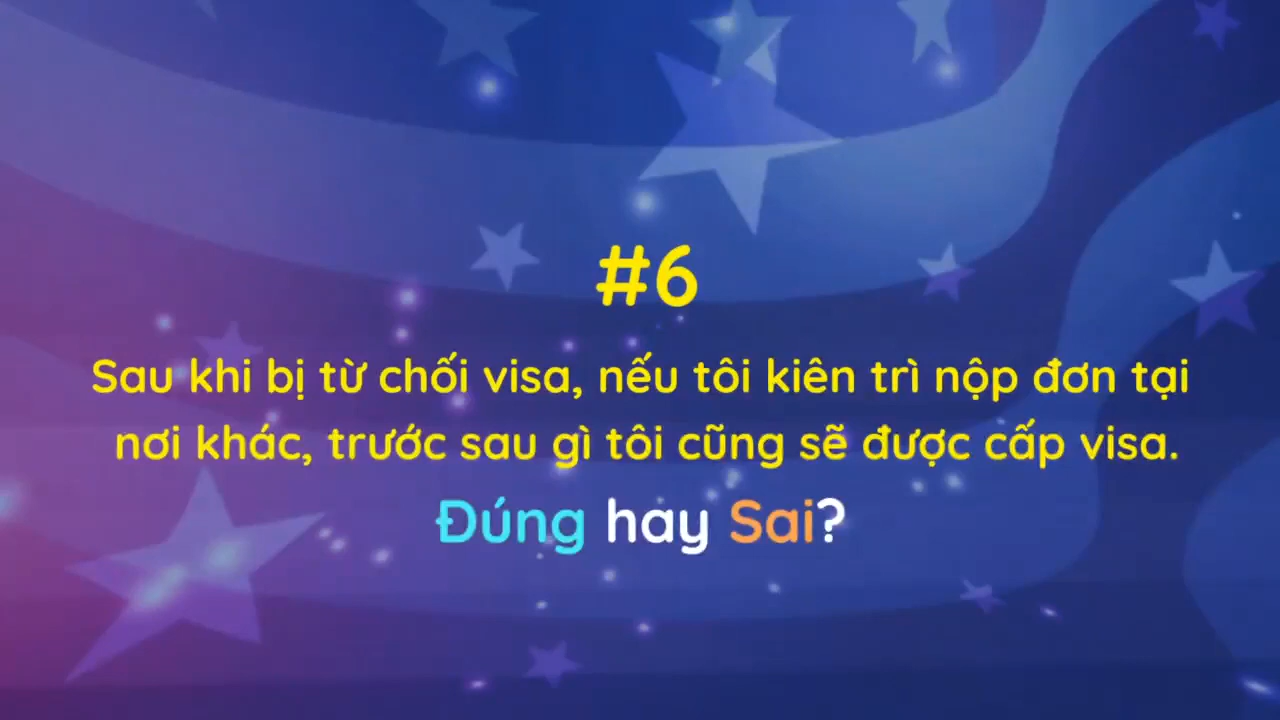 #6
Sau khi bị từ chối visa, nếu tôi kiên trì nộp đơn tại
nơi khác, trước sau gì tôi cũng sẽ được cấp visa.
Đúng hay Sai?